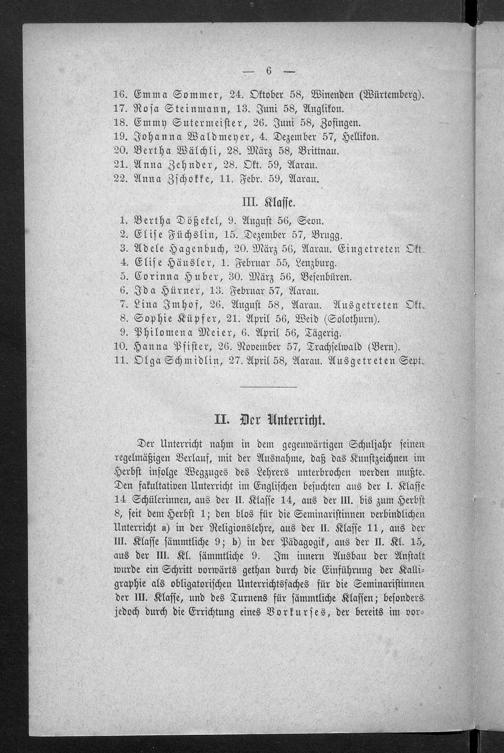 — 6 —
16. Emma Sommer, 24. Oktober 58, Winenden (Würtemberg).
17. Rosa Steinmann, 13. Juni 58, Anglikon.
18. Emmy Sutermeister, 26. Juni 58, Zofingen.
19. Johanna Waldmeyer, 4. Dezember 57, Hellikon.
20. Bertha Wälchli, 28. März 58, Brittnau.
21. Anna Zehnder, 28. Okt. 59, Aarau.
22. Anna Zschokke, 11. Febr. 59, Aarau.
III. Klasse.
1. Bertha Dößekel, 9. August 56, Seon.
2. Elise Füchslin, 15. Dezember 57, Brugg.
3. Adele Hagenbuch, 20. März 56, Aarau. Eingetreten Okt.
4. Elise Häusler, 1. Februar 55, Lenzburg.
5. Corinna Huber, 30. März 56, Besenbüren.
6. Ida Hürner, 13. Februar 57, Aarau.
7. Lina Imhof, 26. August 58, Aarau. Ausgetreten Okt.
8. Sophie Küpfer, 21. April 56, Weid (Solothurn).
9. Philomena Meier, 6. April 56, Tägerig.
10. Hanna Pfister, 26. November 57, Trachselwald (Bern).
11. Olga Schmidlin, 27. April 58, Aarau. Ausgetreten Sept.
II. Der Unterricht.
Der Unterricht nahm in dem gegenwärtigen Schuljahr seinen
regelmäßigen Verlauf, mit der Ausnahme, daß das Kunstzeichnen im
Herbst infolge Wegzuges des Lehrers unterbrochen werden mußte.
Den fakultativen Unterricht im Englischen besuchten aus der I. Klasse
14 Schülerinnen, aus der II. Klasse 14, aus der III. bis zum Herbst
8, seit dem Herbst 1; den blos für die Seminaristinnen verbindlichen
Unterricht a) in der Religionslehre, aus der II. Klasse 11, aus der
III. Klasse sämmtliche 9; b) in der Pädagogik, aus der II. Kl. 15,
aus der III. Kl. sämmtliche 9. Im innern Ausbau der Anstalt
wurde ein Schritt vorwärts gethan durch die Einführung der Kalli-
graphie als obligatorischen Unterrichtsfaches für die Seminaristinnen
der III. Klasse, und des Turnens für sämmtliche Klassen; besonders
jedoch durch die Errichtung eines Vorkurses, der bereits im vor-